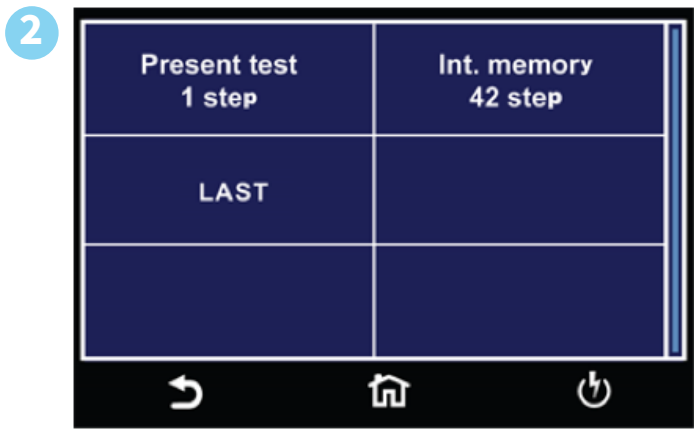 2
Present test
1 step
Int. memory
42 step
LAST